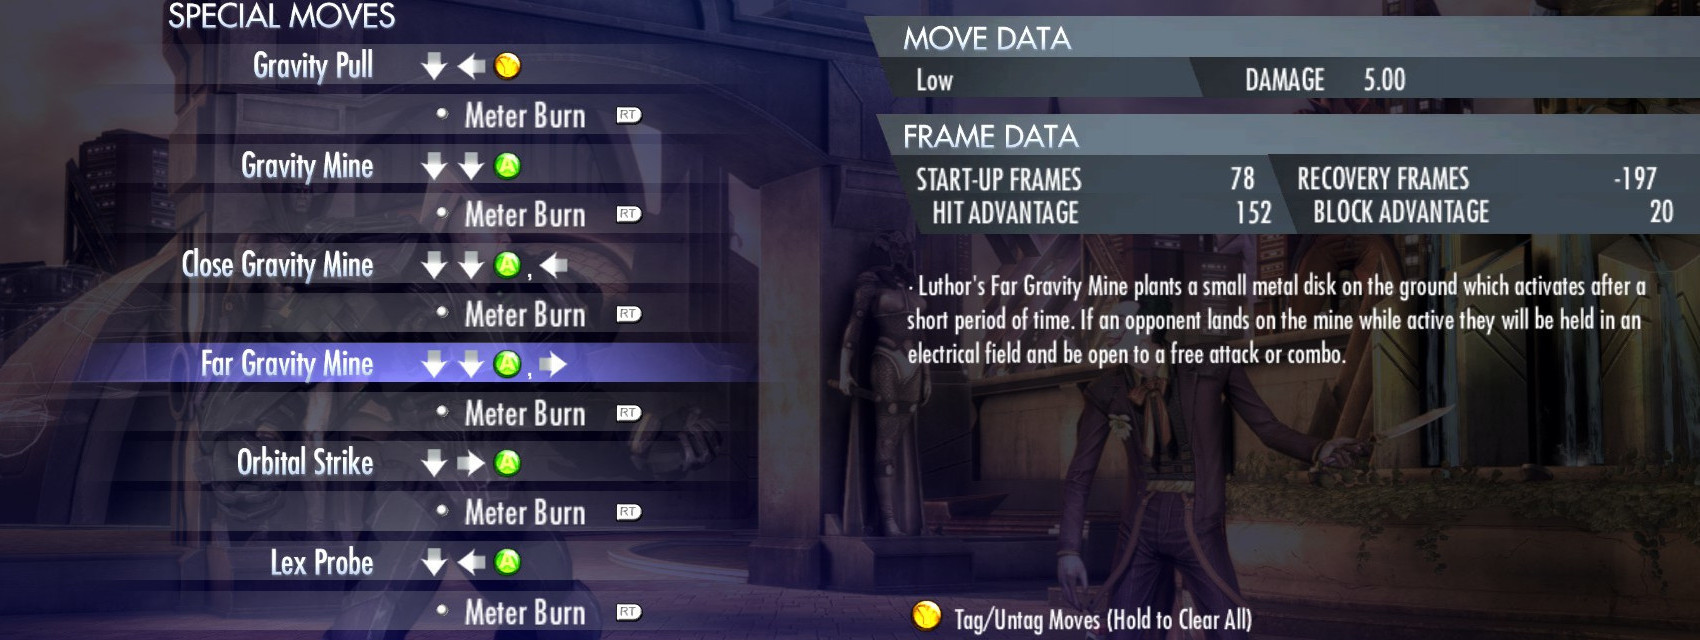 SPECIAL MOVES
Gravity Pull Y
Meter Burn RT
Gravity Mine A
Meter Burn RT
Close Gravity Mine A ,
Meter Burn RT
Far Gravity Mine A ,
Meter Burn RT
Orbital Strike A
Meter Burn RT
Lex Probe A
Meter Burn RT
MOVE DATA
Low DAMAGE 5.00
FRAME DATA
START-UP FRAMES 78 RECOVERY FRAMES -197
HIT ADVANTAGE 152 BLOCK ADVANTAGE 20
· Luthor's Far Gravity Mine plants a small metal disk on the ground which activates after a
short period of time. If an opponent lands on the mine while active they will be held in an
electrical field and be open to a free attack or combo.
Y Tag/Untag Moves (Hold to Clear All)